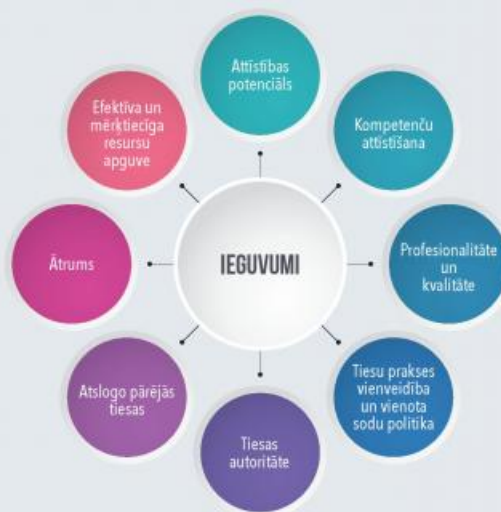 Attīstības
potenciāls
Kompetenču
attīstīšana
Profesionalitāte
un
kvalitāte
Tiesu prakses
vienveidība
un vienota
sodu politika
Tiesas
autoritāte
Atslogo pārējās
tiesas
Ātrums
Efektīva un
mērķtiecīga
resursu
apguve
IEGUVUMI